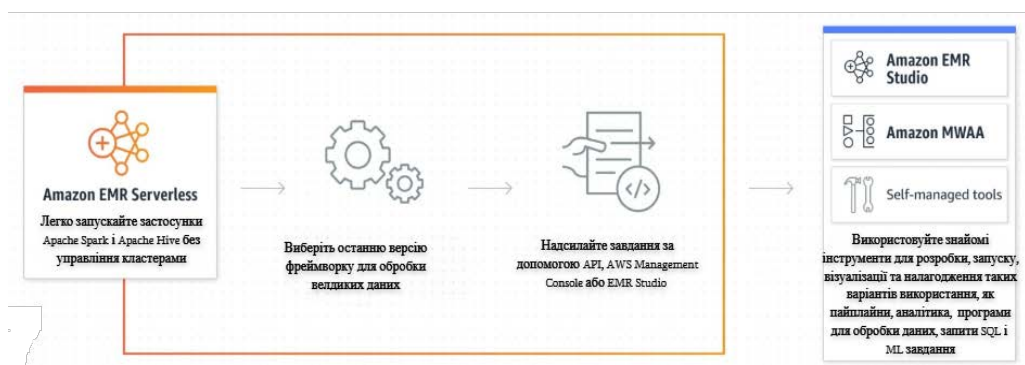 Amazon EMR Serverless
Легко запускайте застосунки
Apache Spark і Apache Hive без
управління кластерами
Виберіть останню версію
фреймворку для обробки
велдиких даних
Надсилайте завдання за
допомогою API, AWS Management
Console або EMR Studio
</>
Amazon EMR
Studio
Amazon MWAA
Self-managed tools
Використовуйте знайомі
інструменти для розробки, запуску,
візуалізації та налагодження таких
варіантів використання, як
пайплайни, аналітика, програми
для обробки даних, запити SQL і
ML завдання